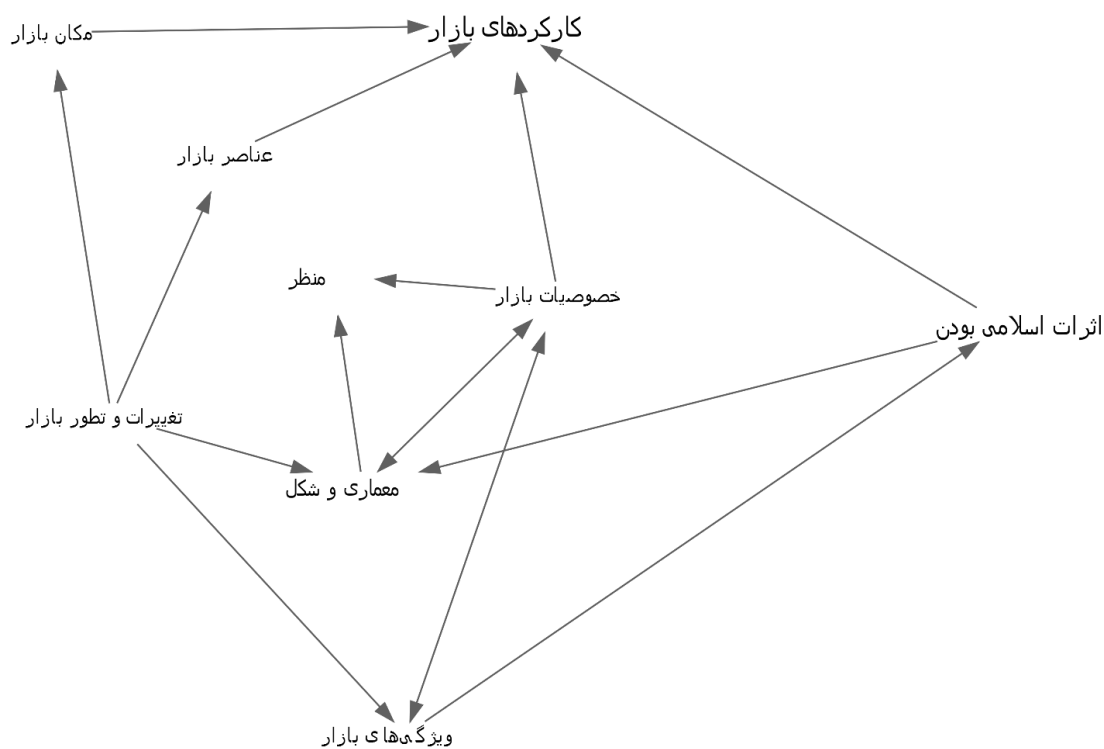 کارکردهای بازار
مکان بازار
عناصر بازار
منظر
خصوصیات بازار
اثرات اسلامی بودن
تغییرات و تطور بازار
معماری و شکل
ویژگی‌های بازار